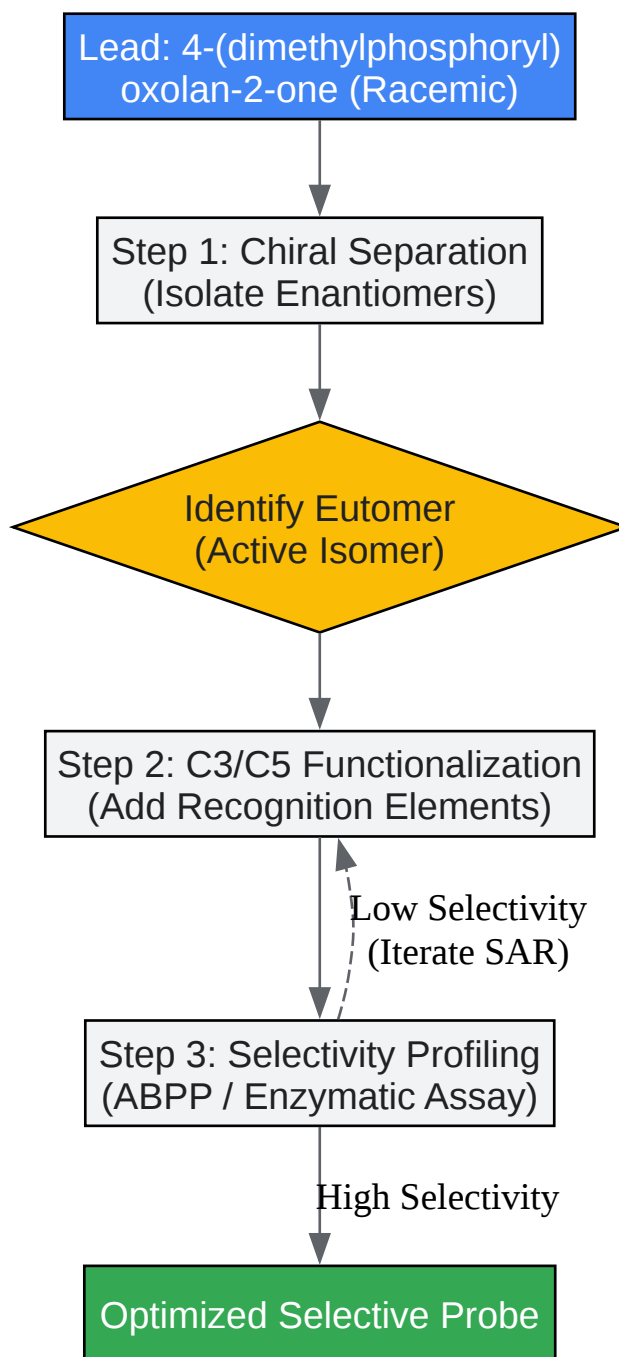 Lead: 4-(dimethylphosphoryl)
oxolan-2-one (Racemic)
Step 1: Chiral Separation
(Isolate Enantiomers)
Identify Eutomer
(Active Isomer)
Step 2: C3/C5 Functionalization
(Add Recognition Elements)
Low Selectivity
(Iterate SAR)
Step 3: Selectivity Profiling
(ABPP / Enzymatic Assay)
High Selectivity
Optimized Selective Probe